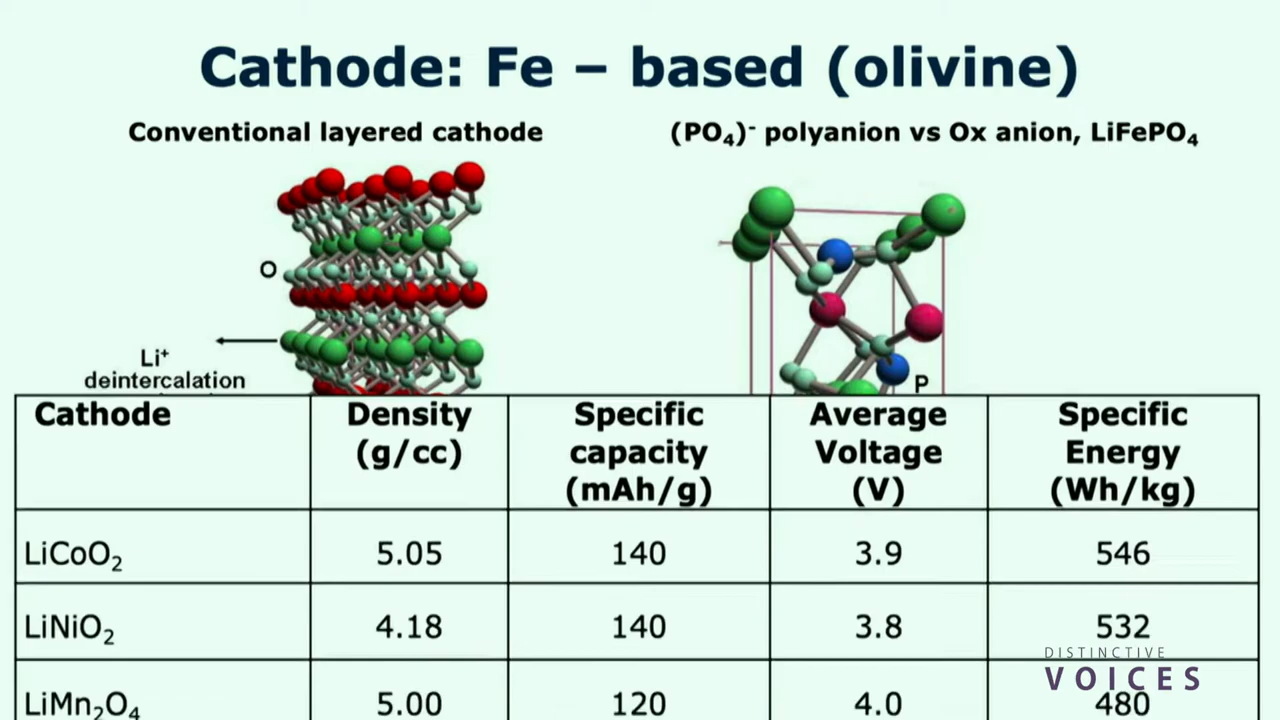 Cathode: Fe – based (olivine)
Conventional layered cathode
(PO₄)⁻ polyanion vs Ox anion, LiFePO₄
O
Li⁺
deintercalation
P
Cathode Density Specific Average Specific
(g/cc) capacity Voltage Energy
(mAh/g) (V) (Wh/kg)
LiCoO₂ 5.05 140 3.9 546
LiNiO₂ 4.18 140 3.8 532
DISTINCTIVE
VOICES
LiMn₂O₄ 5.00 120 4.0 480